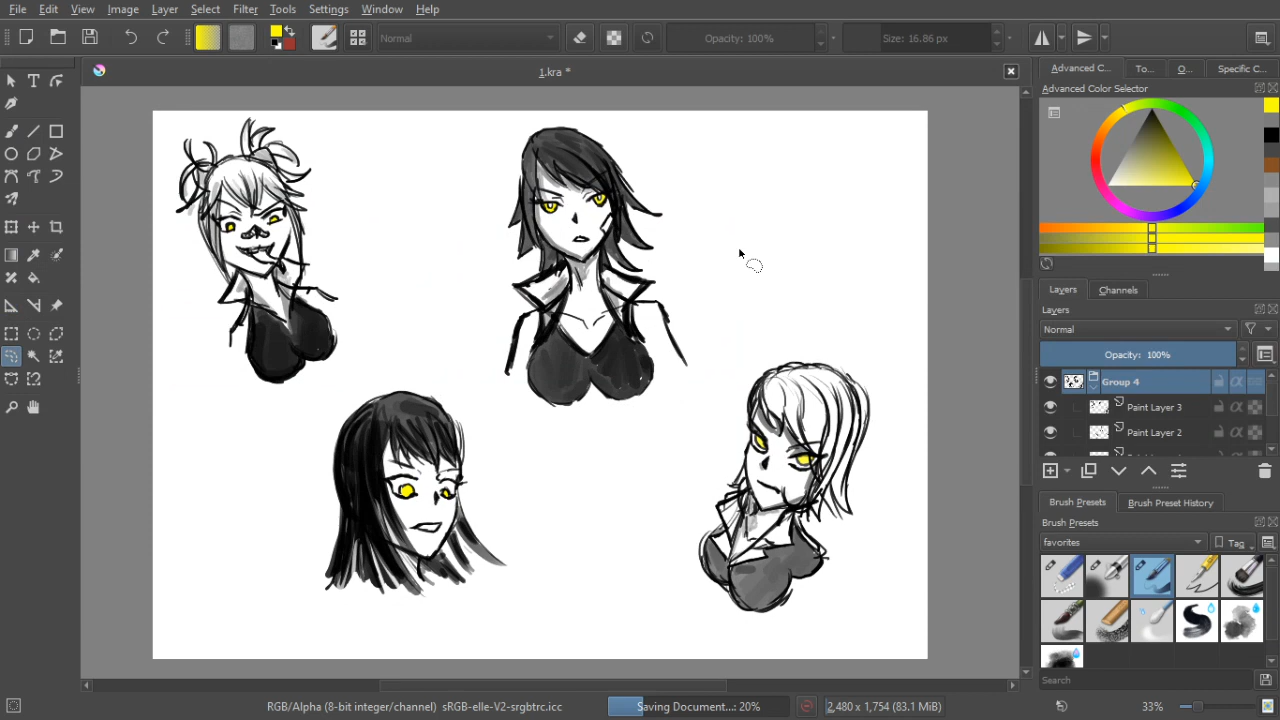 File Edit View Image Layer Select Filter Tools Settings Window Help
Normal Opacity: 100% Size: 16.86 px
1.kra *
Advanced C... To... O... Specific C...
Advanced Color Selector
Layers Channels
Layers
Normal
Opacity: 100%
Group 4
Paint Layer 3
Paint Layer 2
Brush Presets Brush Preset History
Brush Presets
favorites Tag
Search
RGB/Alpha (8-bit integer/channel) sRGB-elle-V2-srgbtrc.icc Saving Document...: 20% 2,480 x 1,754 (83.1 MiB) 33%